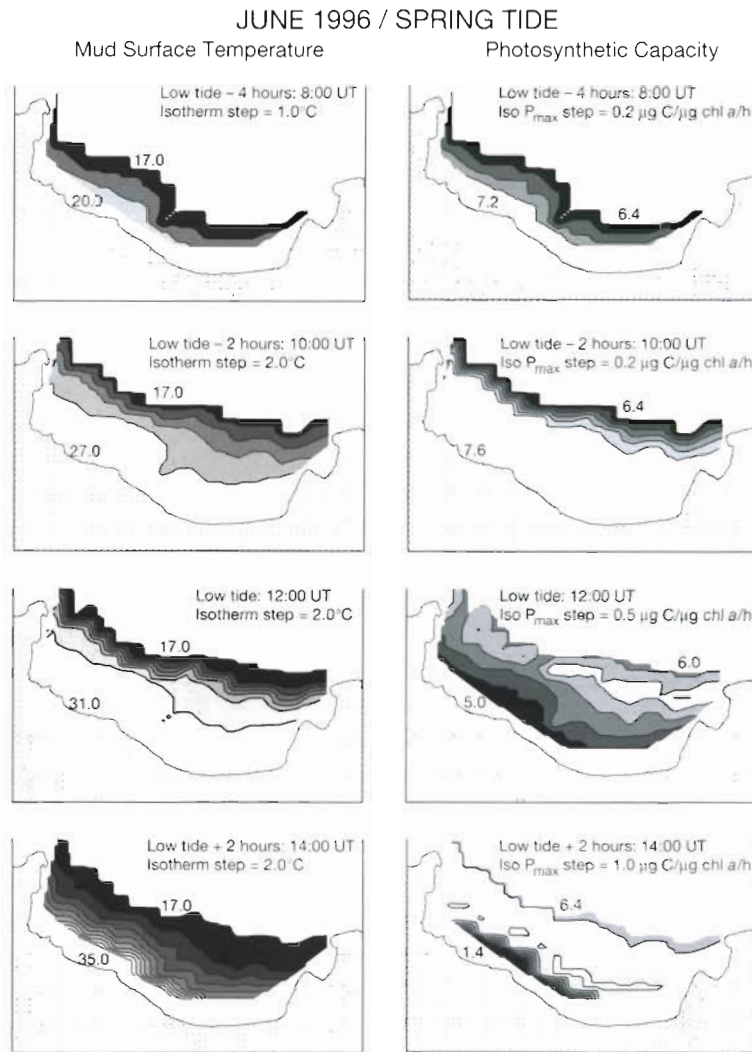 JUNE 1996 / SPRING TIDE
Mud Surface Temperature
Photosynthetic Capacity
Low tide – 4 hours: 8:00 UT
Isotherm step = 1.0°C
17.0
20.0
Low tide – 4 hours: 8:00 UT
Iso Pmax step = 0.2 µg C/µg chl a/h
7.2
6.4
Low tide – 2 hours: 10:00 UT
Isotherm step = 2.0°C
17.0
27.0
Low tide – 2 hours: 10:00 UT
Iso Pmax step = 0.2 µg C/µg chl a/h
6.4
7.6
Low tide: 12:00 UT
Isotherm step = 2.0°C
17.0
31.0
Low tide: 12:00 UT
Iso Pmax step = 0.5 µg C/µg chl a/h
6.0
5.0
Low tide + 2 hours: 14:00 UT
Isotherm step = 2.0°C
17.0
35.0
Low tide + 2 hours: 14:00 UT
Iso Pmax step = 1.0 µg C/µg chl a/h
6.4
1.4